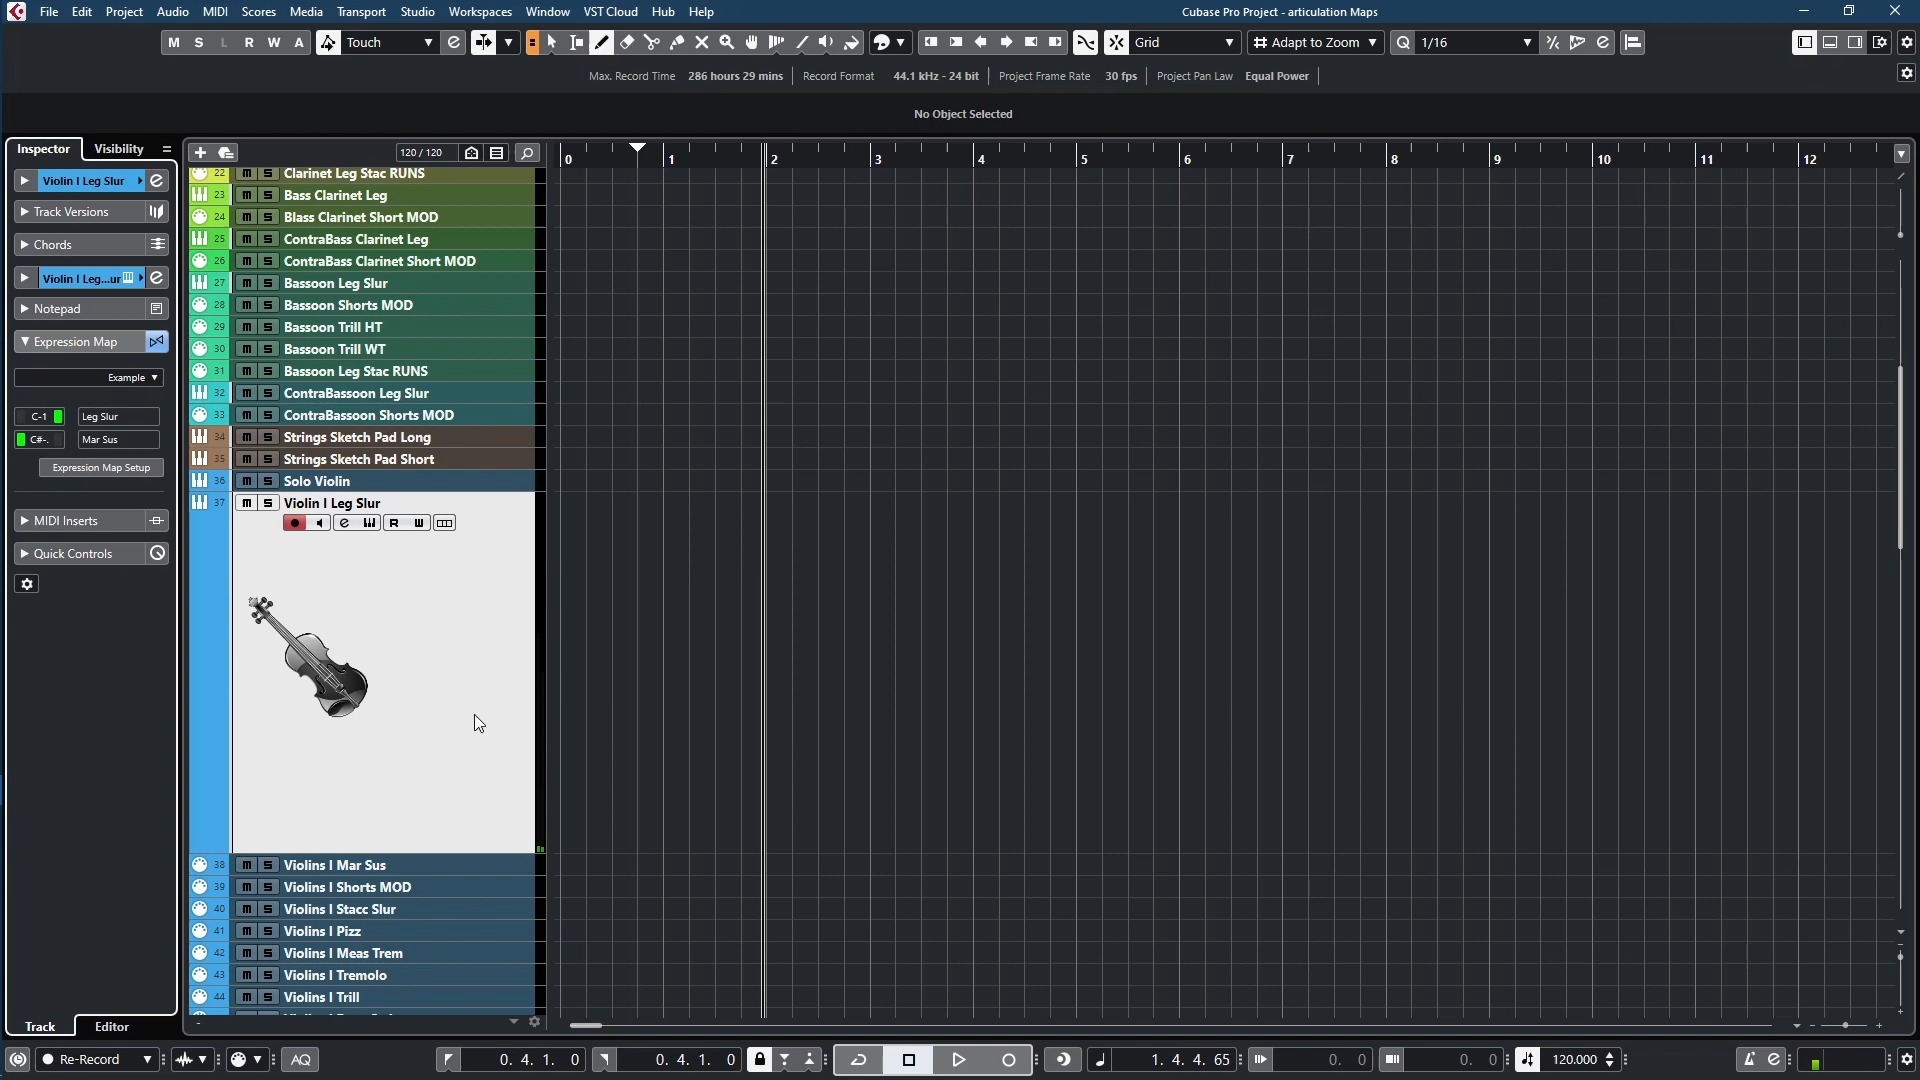 File Edit Project Audio MIDI Scores Media Transport Studio Workspaces Window VST Cloud Hub Help Cubase Pro Project - articulation Maps
M S L R W A Touch Grid Adapt to Zoom Q 1/16
Max. Record Time 286 hours 29 mins Record Format 44.1 kHz - 24 bit Project Frame Rate 30 fps Project Pan Law Equal Power
No Object Selected
Inspector Visibility 120 / 120
0 1 2 3 4 5 6 7 8 9 10 11 12
Violin I Leg Slur
Track Versions
Chords
Violin I Leg...ur
Notepad
Expression Map
Example
C-1 Leg Slur
C#-. Mar Sus
Expression Map Setup
MIDI Inserts
Quick Controls
22 m S Clarinet Leg Stac RUNS
23 m S Bass Clarinet Leg
24 m S Blass Clarinet Short MOD
25 m S ContraBass Clarinet Leg
26 m S ContraBass Clarinet Short MOD
27 m S Bassoon Leg Slur
28 m S Bassoon Shorts MOD
29 m S Bassoon Trill HT
30 m S Bassoon Trill WT
31 m S Bassoon Leg Stac RUNS
32 m S ContraBassoon Leg Slur
33 m S ContraBassoon Shorts MOD
34 m S Strings Sketch Pad Long
35 m S Strings Sketch Pad Short
36 m S Solo Violin
37 m S Violin I Leg Slur
e R W
38 m S Violins I Mar Sus
39 m S Violins I Shorts MOD
40 m S Violins I Stacc Slur
41 m S Violins I Pizz
42 m S Violins I Meas Trem
43 m S Violins I Tremolo
44 m S Violins I Trill
Track Editor
Re-Record AQ 0. 4. 1. 0 0. 4. 1. 0 1. 4. 4. 65 0. 0 0. 0 120.000